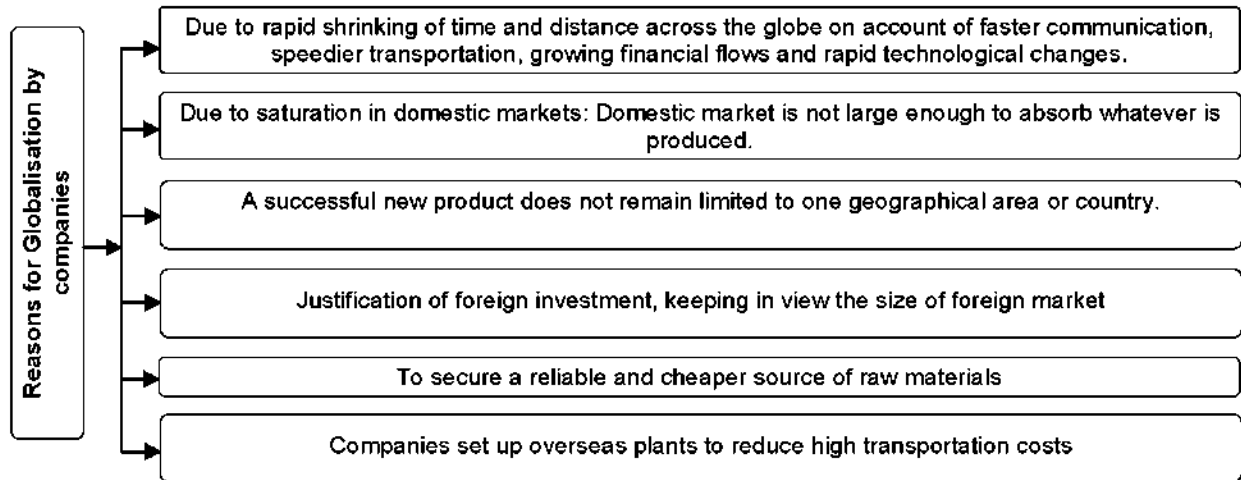 Reasons for Globalisation by
companies
Due to rapid shrinking of time and distance across the globe on account of faster communication,
speedier transportation, growing financial flows and rapid technological changes.
Due to saturation in domestic markets: Domestic market is not large enough to absorb whatever is
produced.
A successful new product does not remain limited to one geographical area or country.
Justification of foreign investment, keeping in view the size of foreign market
To secure a reliable and cheaper source of raw materials
Companies set up overseas plants to reduce high transportation costs